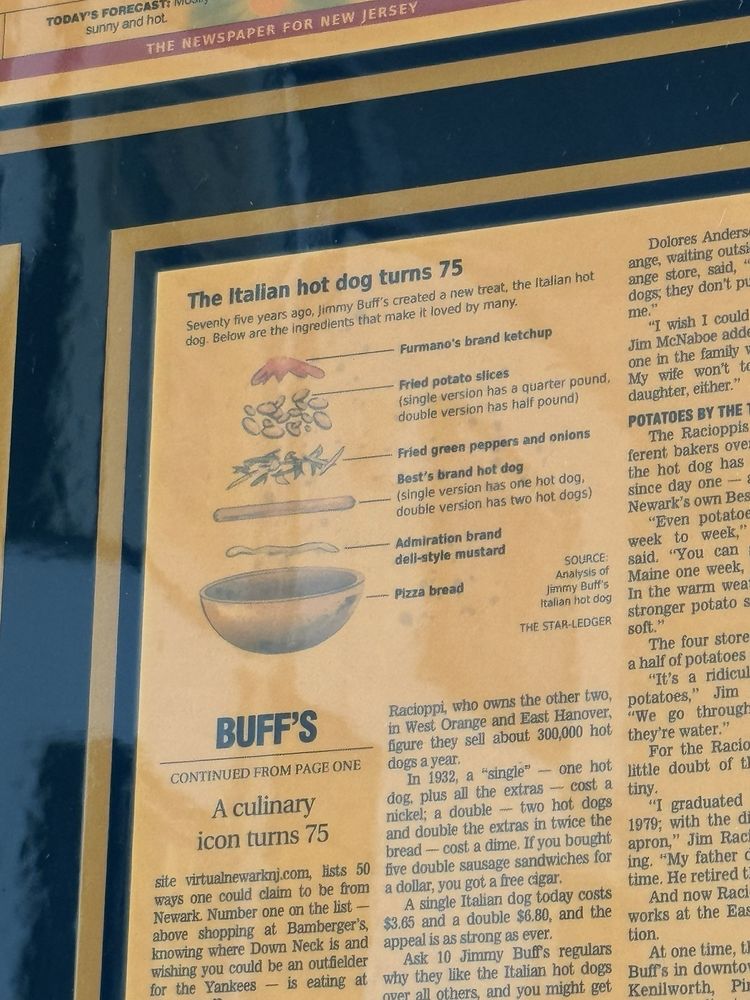 TODAY'S FORECAST: Mostly
sunny and hot.
THE NEWSPAPER FOR NEW JERSEY
The Italian hot dog turns 75
Seventy five years ago, Jimmy Buff's created a new treat, the Italian hot
dog. Below are the ingredients that make it loved by many.
Furmano's brand ketchup
Fried potato slices
(single version has a quarter pound,
double version has half pound)
Fried green peppers and onions
Best's brand hot dog
(single version has one hot dog,
double version has two hot dogs)
Admiration brand
deli-style mustard
Pizza bread
SOURCE:
Analysis of
Jimmy Buff's
Italian hot dog
THE STAR-LEDGER
BUFF'S
CONTINUED FROM PAGE ONE
A culinary
icon turns 75
site virtualnewarknj.com, lists 50
ways one could claim to be from
Newark. Number one on the list —
above shopping at Bamberger's,
knowing where Down Neck is and
wishing you could be an outfielder
for the Yankees — is eating at
Racioppi, who owns the other two,
in West Orange and East Hanover,
figure they sell about 300,000 hot
dogs a year.
In 1932, a “single” — one hot
dog, plus all the extras — cost a
nickel; a double — two hot dogs
and double the extras in twice the
bread — cost a dime. If you bought
five double sausage sandwiches for
a dollar, you got a free cigar.
A single Italian dog today costs
$3.65 and a double $6.80, and the
appeal is as strong as ever.
Ask 10 Jimmy Buff's regulars
why they like the Italian hot dogs
over all others, and you might get
Dolores Anders
ange, waiting outsi
ange store, said, “
dogs; they don't pu
me.”
“I wish I could
Jim McNaboe adde
one in the family w
My wife won't to
daughter, either.”
POTATOES BY THE T
The Racioppis
ferent bakers over
the hot dog has
since day one — a
Newark's own Bes
“Even potatoe
week to week,”
said. “You can
Maine one week,
In the warm wea
stronger potato s
soft.”
The four store
a half of potatoes
“It's a ridicul
potatoes,” Jim
“We go through
they're water.”
For the Racio
little doubt of th
tiny.
“I graduated
1979; with the di
apron,” Jim Raci
ing. “My father d
time. He retired th
And now Racio
works at the Eas
tion.
At one time, th
Buff's in downtow
Kenilworth, Pi